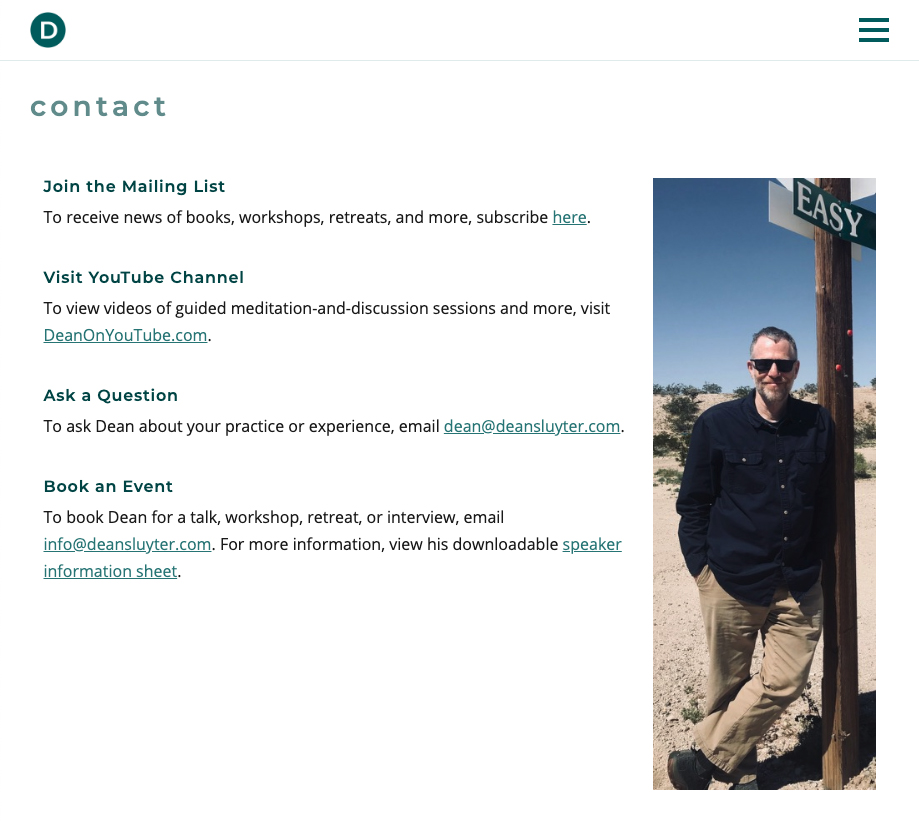 D
contact
Join the Mailing List
To receive news of books, workshops, retreats, and more, subscribe here.
Visit YouTube Channel
To view videos of guided meditation-and-discussion sessions and more, visit
DeanOnYouTube.com.
Ask a Question
To ask Dean about your practice or experience, email dean@deansluyter.com.
Book an Event
To book Dean for a talk, workshop, retreat, or interview, email
info@deansluyter.com. For more information, view his downloadable speaker
information sheet.
EASY